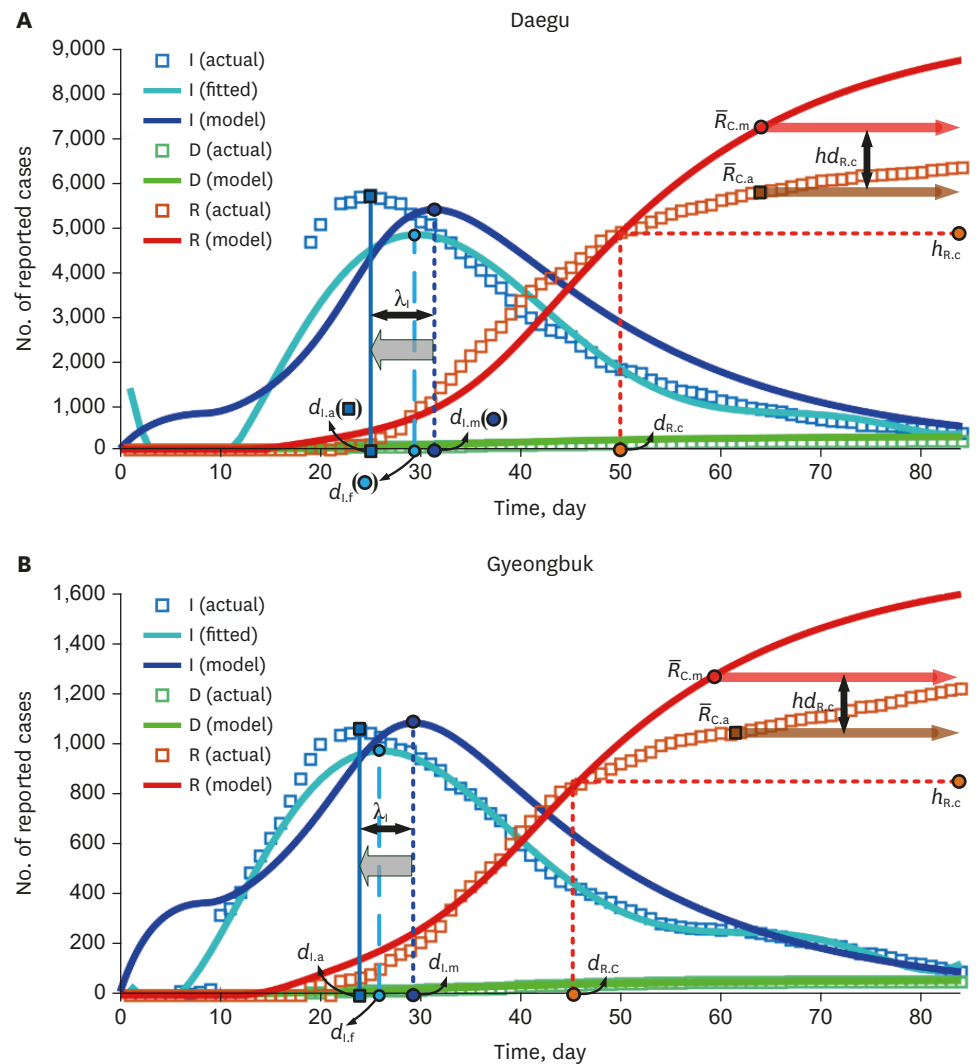 A
Daegu
No. of reported cases
9,000
8,000
7,000
6,000
5,000
4,000
3,000
2,000
1,000
0
I (actual)
I (fitted)
I (model)
D (actual)
D (model)
R (actual)
R (model)
R̄C.m
R̄C.a
hdR.c
hR.c
λI
dI.a( )
dI.m( )
dR.c
dI.f( )
0 10 20 30 40 50 60 70 80
Time, day
B
Gyeongbuk
No. of reported cases
1,600
1,400
1,200
1,000
800
600
400
200
0
I (actual)
I (fitted)
I (model)
D (actual)
D (model)
R (actual)
R (model)
R̄C.m
R̄C.a
hdR.c
hR.c
λI
dI.a
dI.m
dR.C
dI.f
0 10 20 30 40 50 60 70 80
Time, day